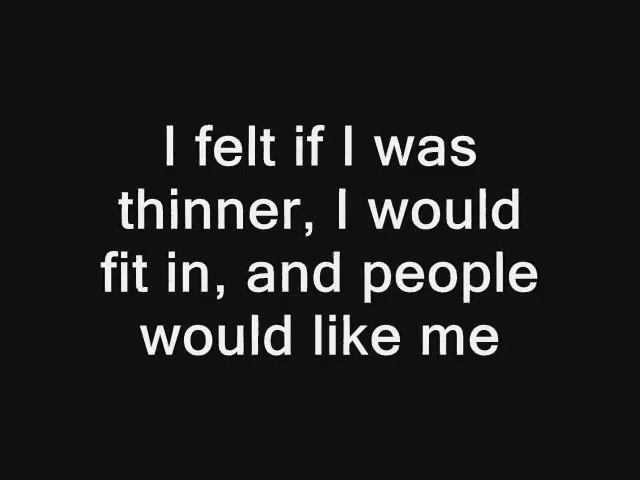 I felt if I was
thinner, I would
fit in, and people
would like me